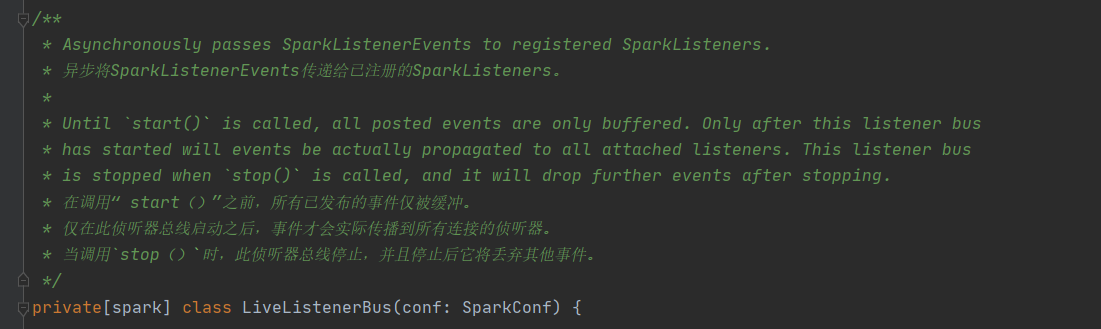 /**
 * Asynchronously passes SparkListenerEvents to registered SparkListeners.
 * 异步将SparkListenerEvents传递给已注册的SparkListeners。
 *
 * Until `start()` is called, all posted events are only buffered. Only after this listener bus
 * has started will events be actually propagated to all attached listeners. This listener bus
 * is stopped when `stop()` is called, and it will drop further events after stopping.
 * 在调用“ start（）”之前，所有已发布的事件仅被缓冲。
 * 仅在此侦听器总线启动之后，事件才会实际传播到所有连接的侦听器。
 * 当调用`stop（）`时，此侦听器总线停止，并且停止后它将丢弃其他事件。
 */
private[spark] class LiveListenerBus(conf: SparkConf) {